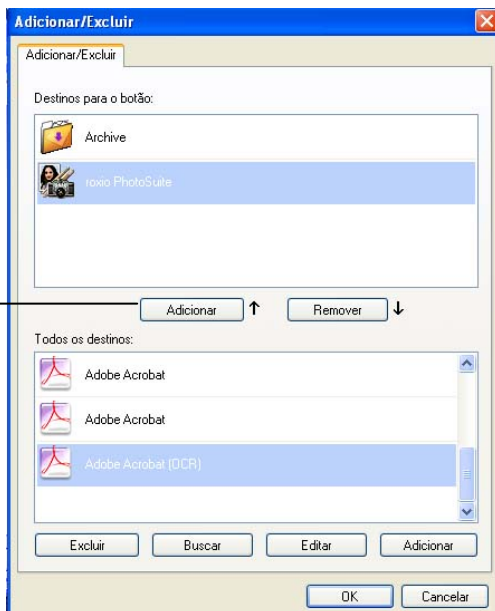 Adicionar/Excluir
Adicionar/Excluir
Destinos para o botão:
Archive
roxio PhotoSuite
Adicionar ↑ Remover ↓
Todos os destinos:
Adobe Acrobat
Adobe Acrobat
Adobe Acrobat (OCR)
Excluir Buscar Editar Adicionar
OK Cancelar